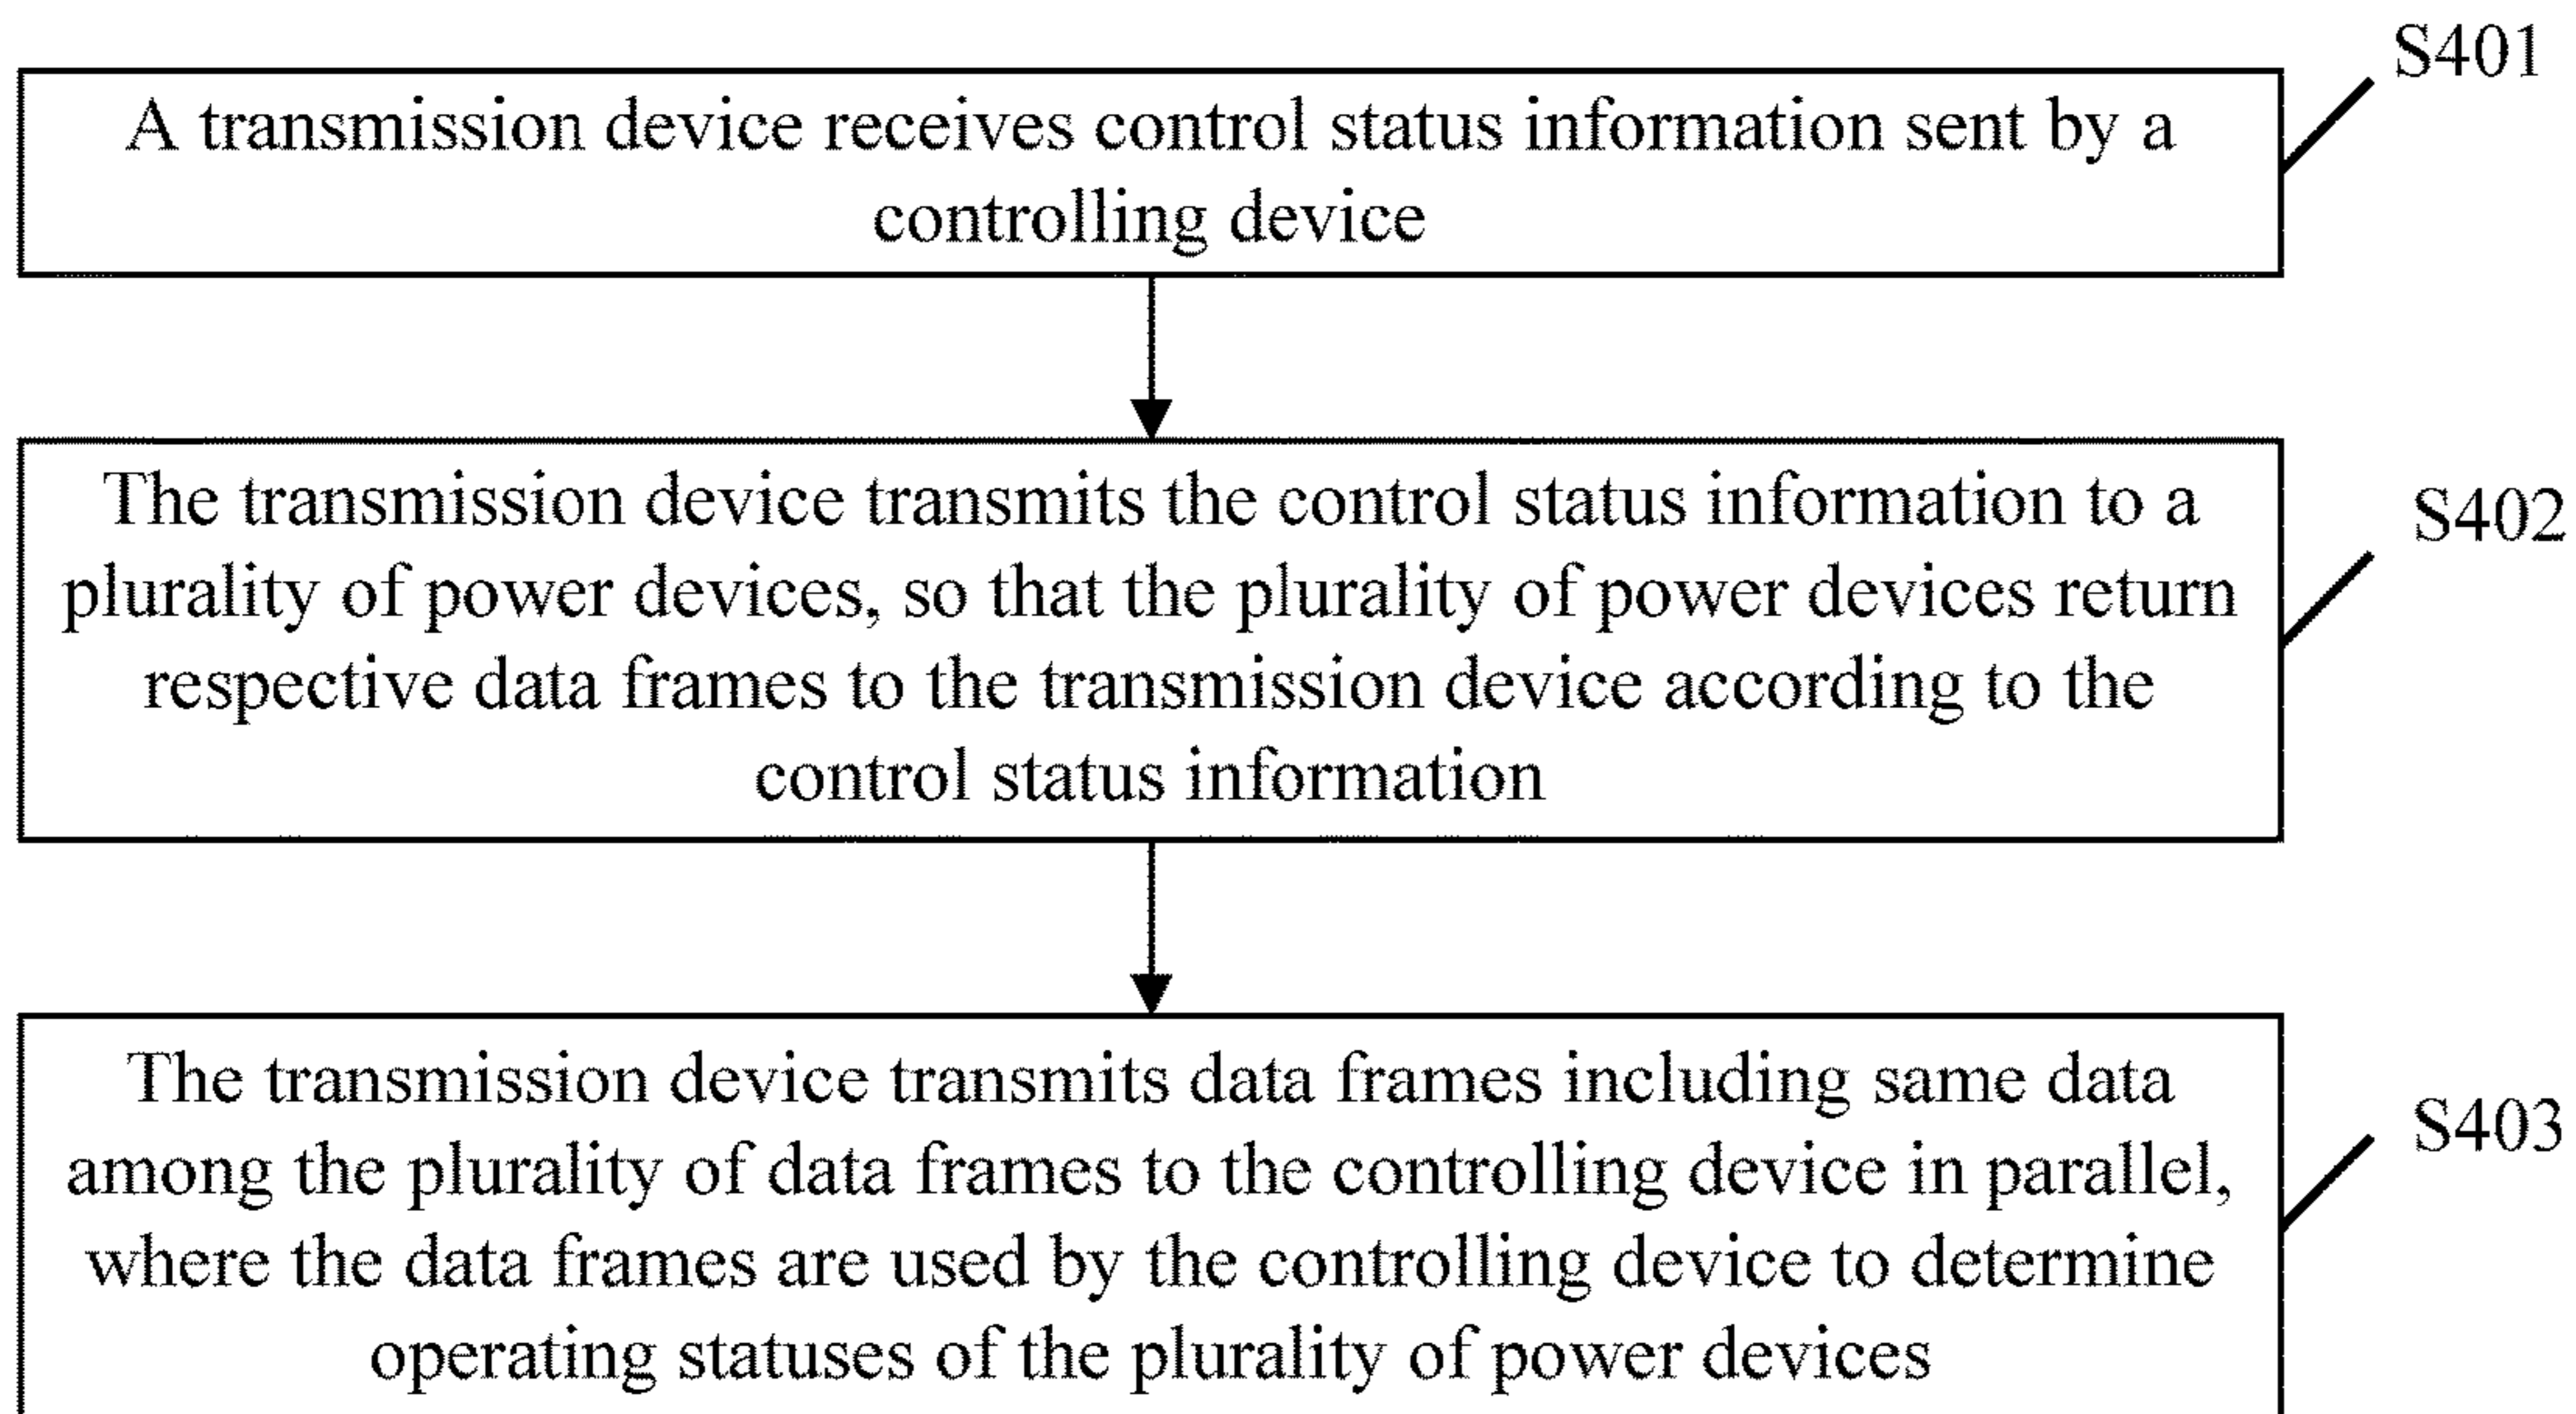 S401
A transmission device receives control status information sent by a
controlling device
S402
The transmission device transmits the control status information to a
plurality of power devices, so that the plurality of power devices return
respective data frames to the transmission device according to the
control status information
S403
The transmission device transmits data frames including same data
among the plurality of data frames to the controlling device in parallel,
where the data frames are used by the controlling device to determine
operating statuses of the plurality of power devices